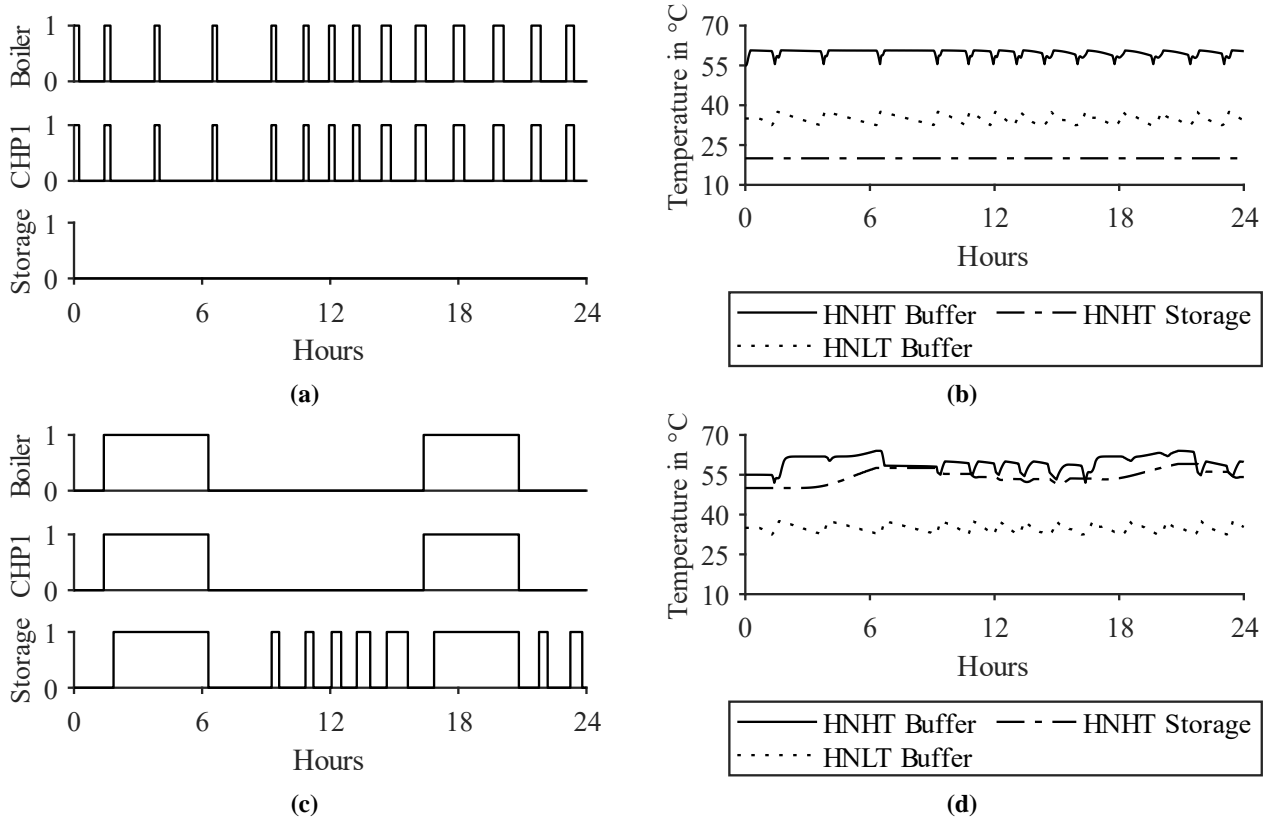 Boiler
1
0
CHP1
1
0
Storage
1
0
0 6 12 18 24
Hours
(a)
Temperature in °C
70
55
40
25
10
0 6 12 18 24
Hours
HNHT Buffer HNHT Storage
HNLT Buffer
(b)
Boiler
1
0
CHP1
1
0
Storage
1
0
0 6 12 18 24
Hours
(c)
Temperature in °C
70
55
40
25
10
0 6 12 18 24
Hours
HNHT Buffer HNHT Storage
HNLT Buffer
(d)